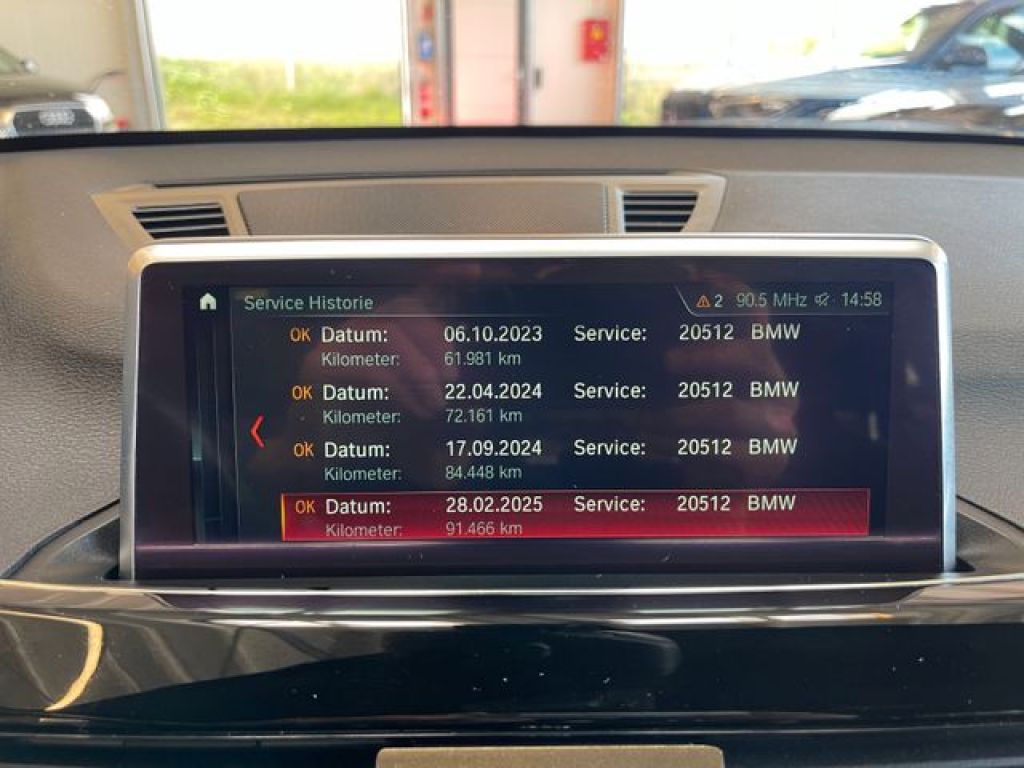 Service Historie 2 90.5 MHz 14:58
OK Datum: 06.10.2023 Service: 20512 BMW
Kilometer: 61.981 km
OK Datum: 22.04.2024 Service: 20512 BMW
Kilometer: 72.161 km
OK Datum: 17.09.2024 Service: 20512 BMW
Kilometer: 84.448 km
OK Datum: 28.02.2025 Service: 20512 BMW
Kilometer: 91.466 km